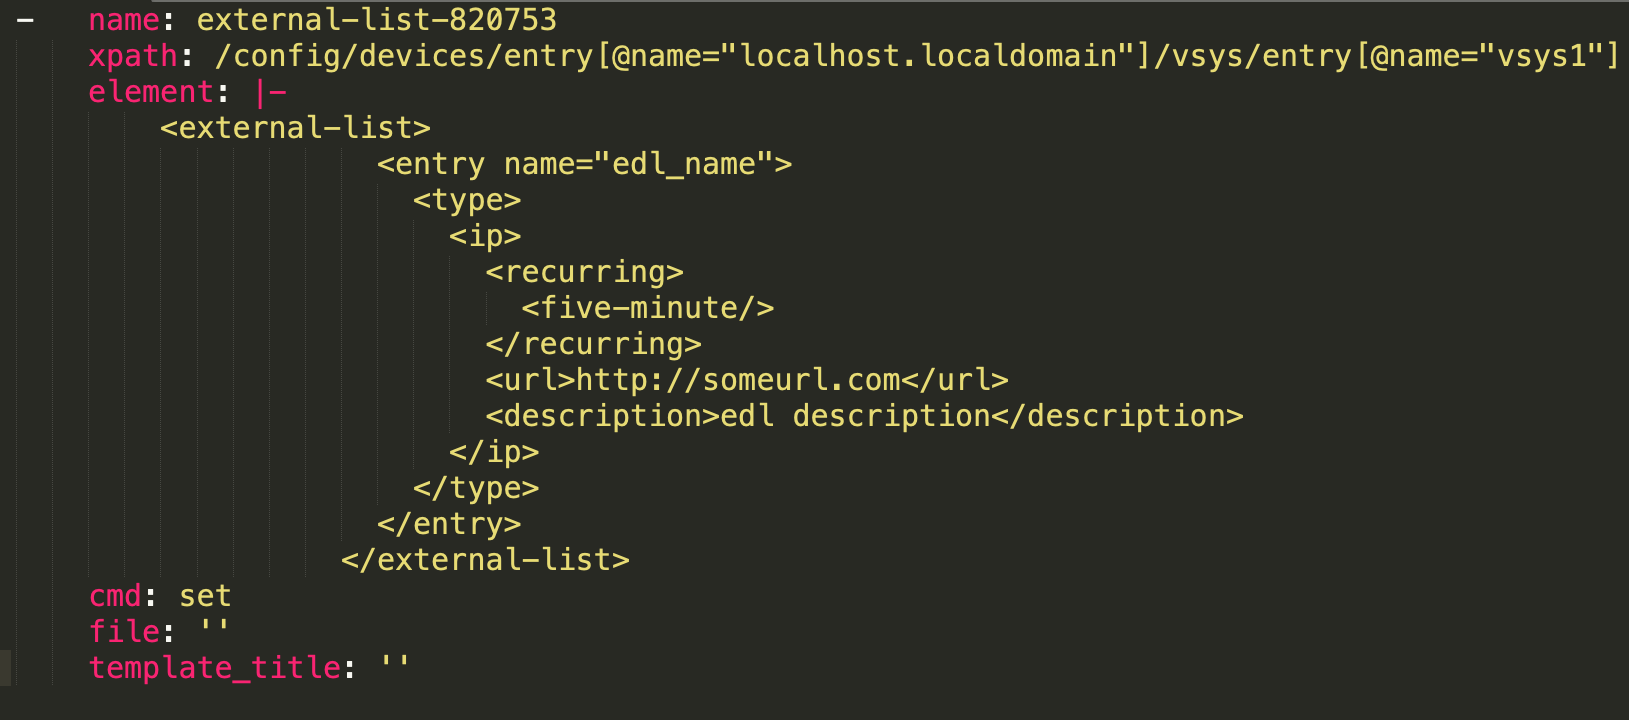 - name: external-list-820753
xpath: /config/devices/entry[@name="localhost.localdomain"]/vsys/entry[@name="vsys1"]
element: |-
<external-list>
<entry name="edl_name">
<type>
<ip>
<recurring>
<five-minute/>
</recurring>
<url>http://someurl.com</url>
<description>edl description</description>
</ip>
</type>
</entry>
</external-list>
cmd: set
file: ''
template_title: ''